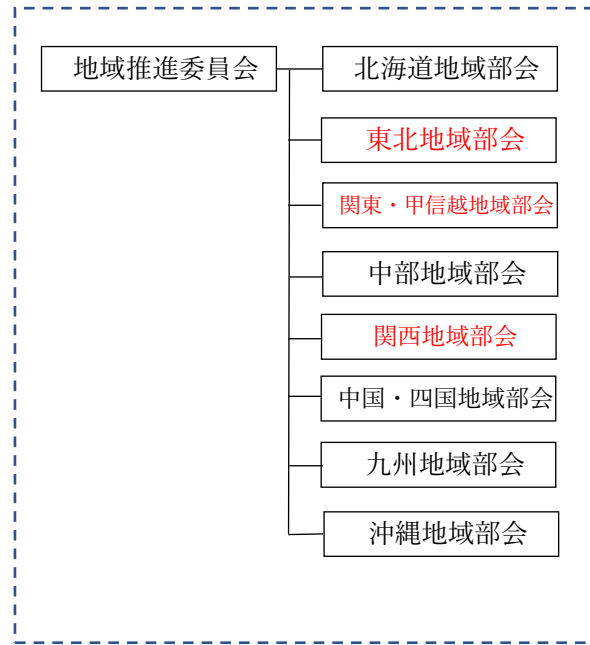 地域推進委員会
北海道地域部会
東北地域部会
関東・甲信越地域部会
中部地域部会
関西地域部会
中国・四国地域部会
九州地域部会
沖縄地域部会